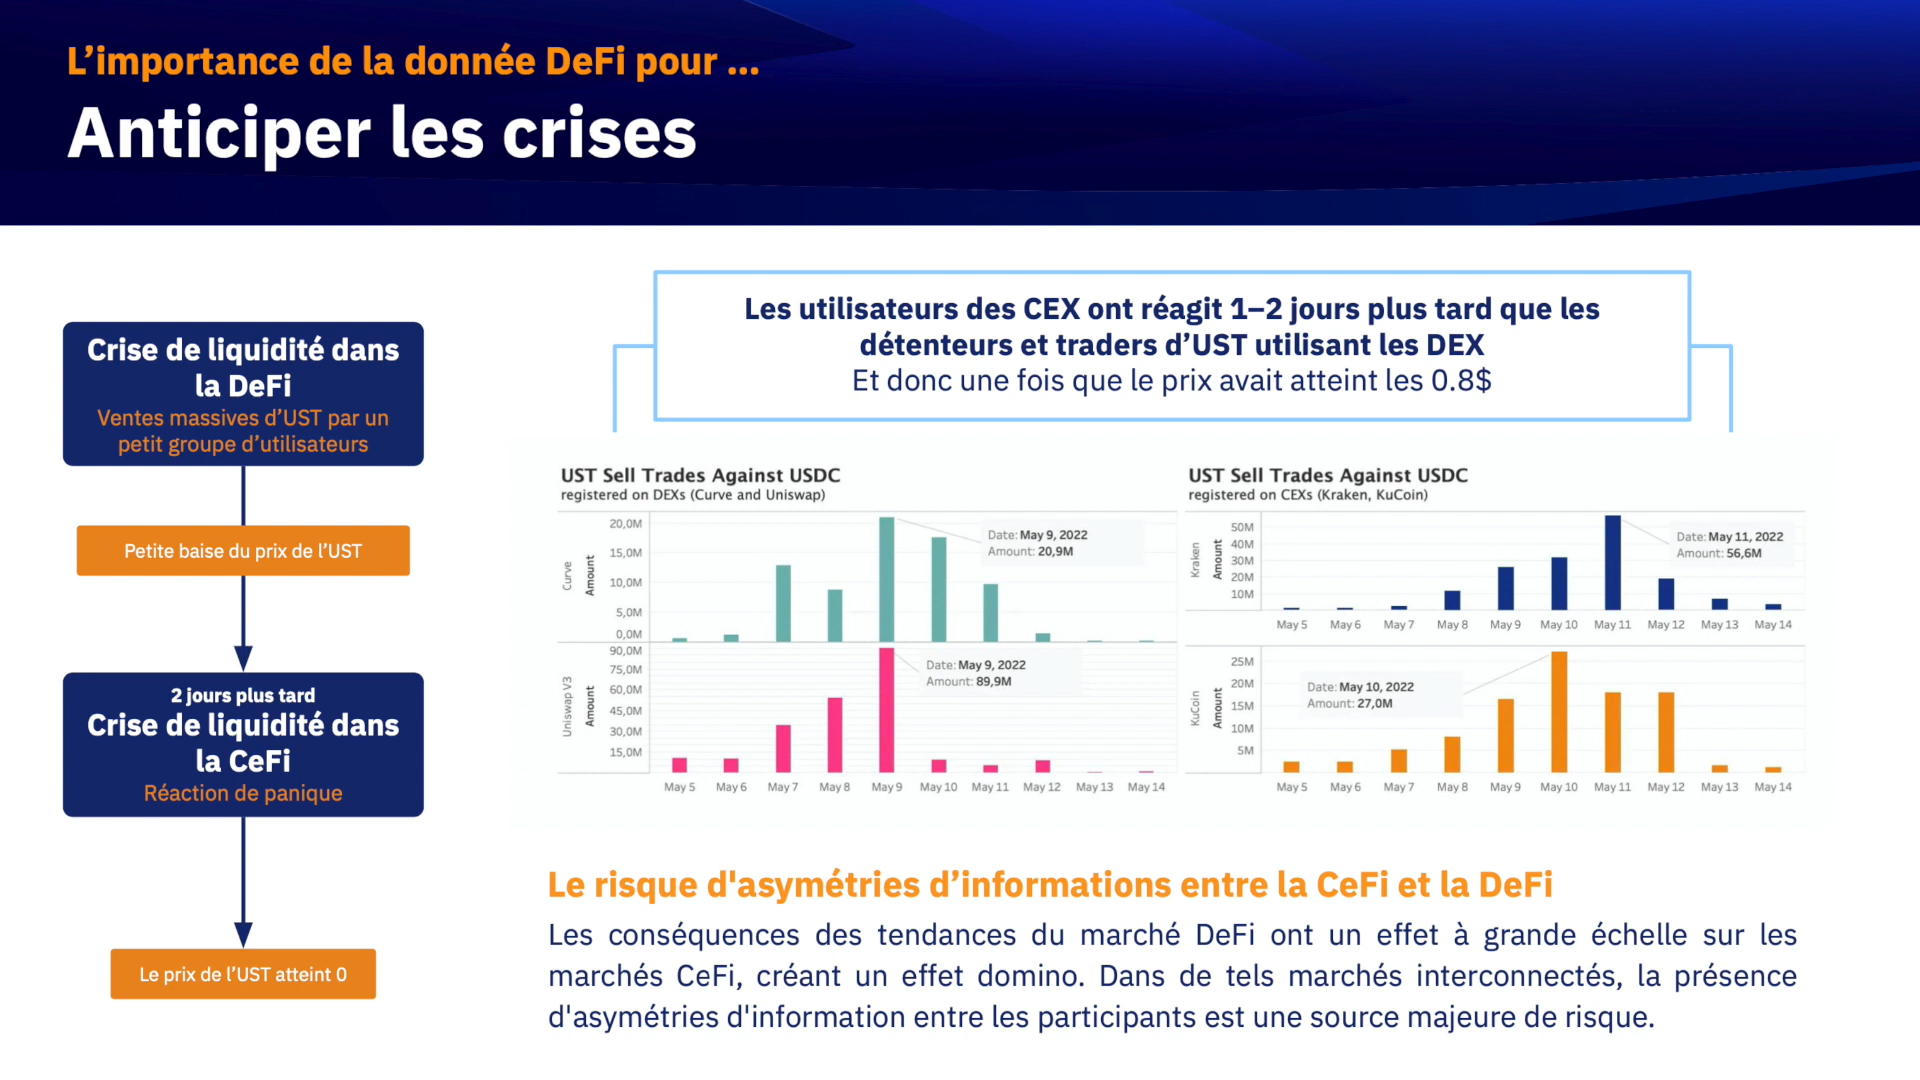 L’importance de la donnée DeFi pour ...
Anticiper les crises
Crise de liquidité dans
la DeFi
Ventes massives d’UST par un
petit groupe d’utilisateurs
Petite baise du prix de l’UST
2 jours plus tard
Crise de liquidité dans
la CeFi
Réaction de panique
Le prix de l’UST atteint 0
Les utilisateurs des CEX ont réagit 1–2 jours plus tard que les
détenteurs et traders d’UST utilisant les DEX
Et donc une fois que le prix avait atteint les 0.8$
UST Sell Trades Against USDC
registered on DEXs (Curve and Uniswap)
Curve
Amount
20,0M
15,0M
10,0M
5,0M
0,0M
Date: May 9, 2022
Amount: 20,9M
Uniswap V3
Amount
90,0M
75,0M
60,0M
45,0M
30,0M
15,0M
Date: May 9, 2022
Amount: 89,9M
May 5 May 6 May 7 May 8 May 9 May 10 May 11 May 12 May 13 May 14
UST Sell Trades Against USDC
registered on CEXs (Kraken, KuCoin)
Kraken
Amount
50M
40M
30M
20M
10M
Date: May 11, 2022
Amount: 56,6M
May 5 May 6 May 7 May 8 May 9 May 10 May 11 May 12 May 13 May 14
KuCoin
Amount
25M
20M
15M
10M
5M
Date: May 10, 2022
Amount: 27,0M
May 5 May 6 May 7 May 8 May 9 May 10 May 11 May 12 May 13 May 14
Le risque d'asymétries d’informations entre la CeFi et la DeFi
Les conséquences des tendances du marché DeFi ont un effet à grande échelle sur les
marchés CeFi, créant un effet domino. Dans de tels marchés interconnectés, la présence
d'asymétries d'information entre les participants est une source majeure de risque.